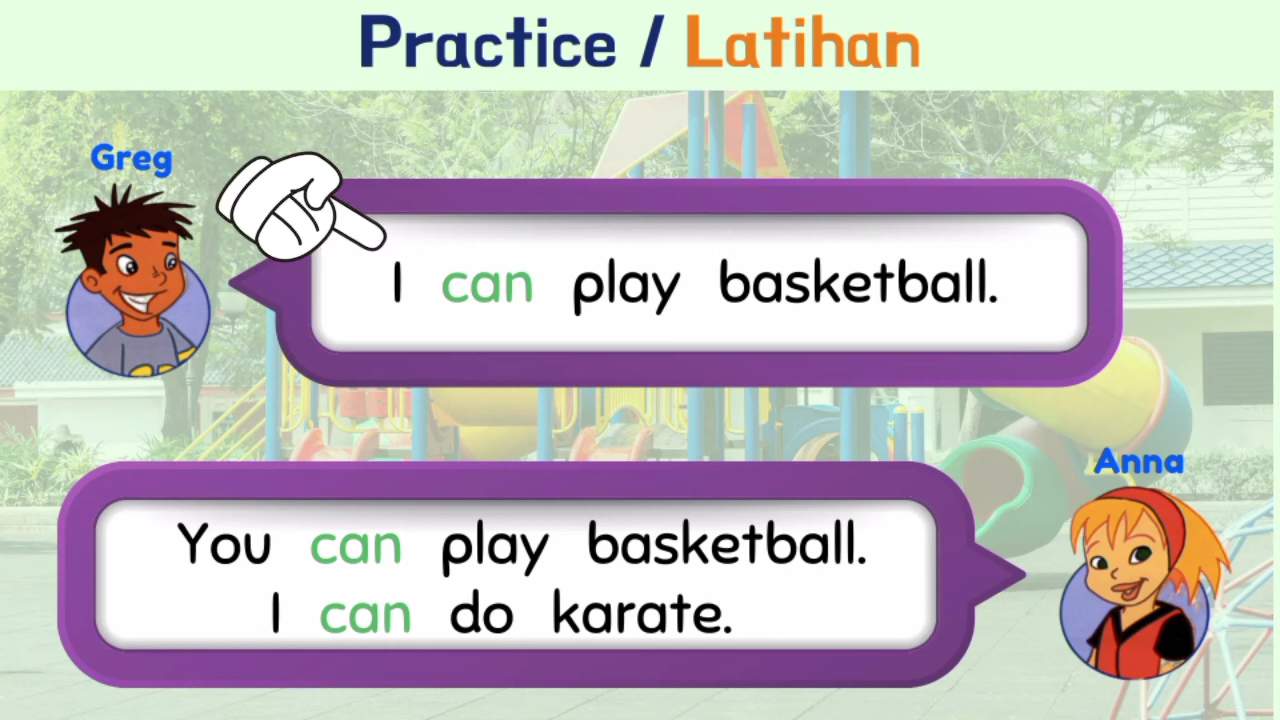 Practice / Latihan
Greg
I can play basketball.
Anna
You can play basketball.
I can do karate.